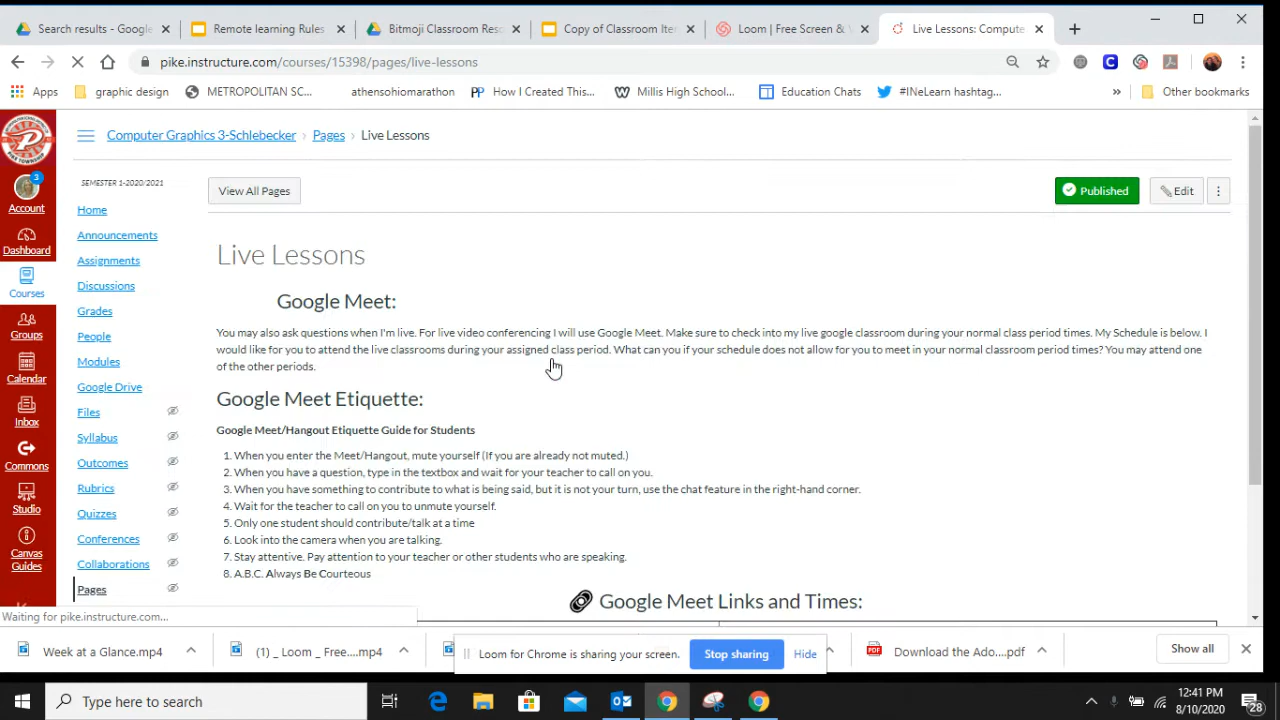 Search results - Google
Remote learning Rules
Bitmoji Classroom Res
Copy of Classroom Ite
Loom | Free Screen & V
Live Lessons: Compute
pike.instructure.com/courses/15398/pages/live-lessons
Apps
graphic design
METROPOLITAN SC...
athensohiomarathon
PP How I Created This...
Millis High School...
Education Chats
#INeLearn hashtag...
»
Other bookmarks
Computer Graphics 3-Schlebecker › Pages › Live Lessons
SEMESTER 1-2020/2021
View All Pages
Published
Edit
3
Account
Dashboard
Courses
Groups
Calendar
Inbox
Commons
Studio
Canvas
Guides
Home
Announcements
Assignments
Discussions
Grades
People
Modules
Google Drive
Files
Syllabus
Outcomes
Rubrics
Quizzes
Conferences
Collaborations
Pages
Live Lessons
Google Meet:
You may also ask questions when I'm live. For live video conferencing I will use Google Meet. Make sure to check into my live google classroom during your normal class period times. My Schedule is below. I
would like for you to attend the live classrooms during your assigned class period. What can you if your schedule does not allow for you to meet in your normal classroom period times? You may attend one
of the other periods.
Google Meet Etiquette:
Google Meet/Hangout Etiquette Guide for Students
1. When you enter the Meet/Hangout, mute yourself (If you are already not muted.)
2. When you have a question, type in the textbox and wait for your teacher to call on you.
3. When you have something to contribute to what is being said, but it is not your turn, use the chat feature in the right-hand corner.
4. Wait for the teacher to call on you to unmute yourself.
5. Only one student should contribute/talk at a time
6. Look into the camera when you are talking.
7. Stay attentive. Pay attention to your teacher or other students who are speaking.
8. A.B.C. Always Be Courteous
Google Meet Links and Times:
Waiting for pike.instructure.com...
Week at a Glance.mp4
(1) _ Loom _ Free....mp4
Loom for Chrome is sharing your screen.
Stop sharing
Hide
Download the Ado....pdf
Show all
Type here to search
12:41 PM
8/10/2020
28